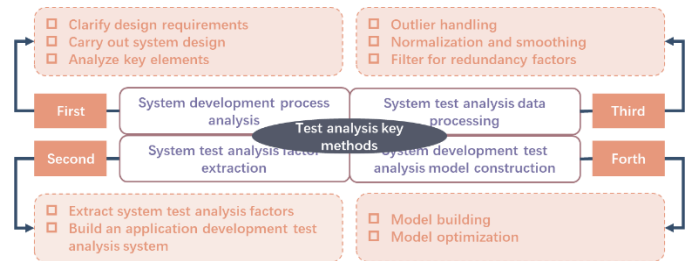 Clarify design requirements
Carry out system design
Analyze key elements
Outlier handling
Normalization and smoothing
Filter for redundancy factors
First
System development process
analysis
System test analysis data
processing
Third
Test analysis key
methods
Second
System test analysis factor
extraction
System development test
analysis model construction
Forth
Extract system test analysis factors
Build an application development test
analysis system
Model building
Model optimization